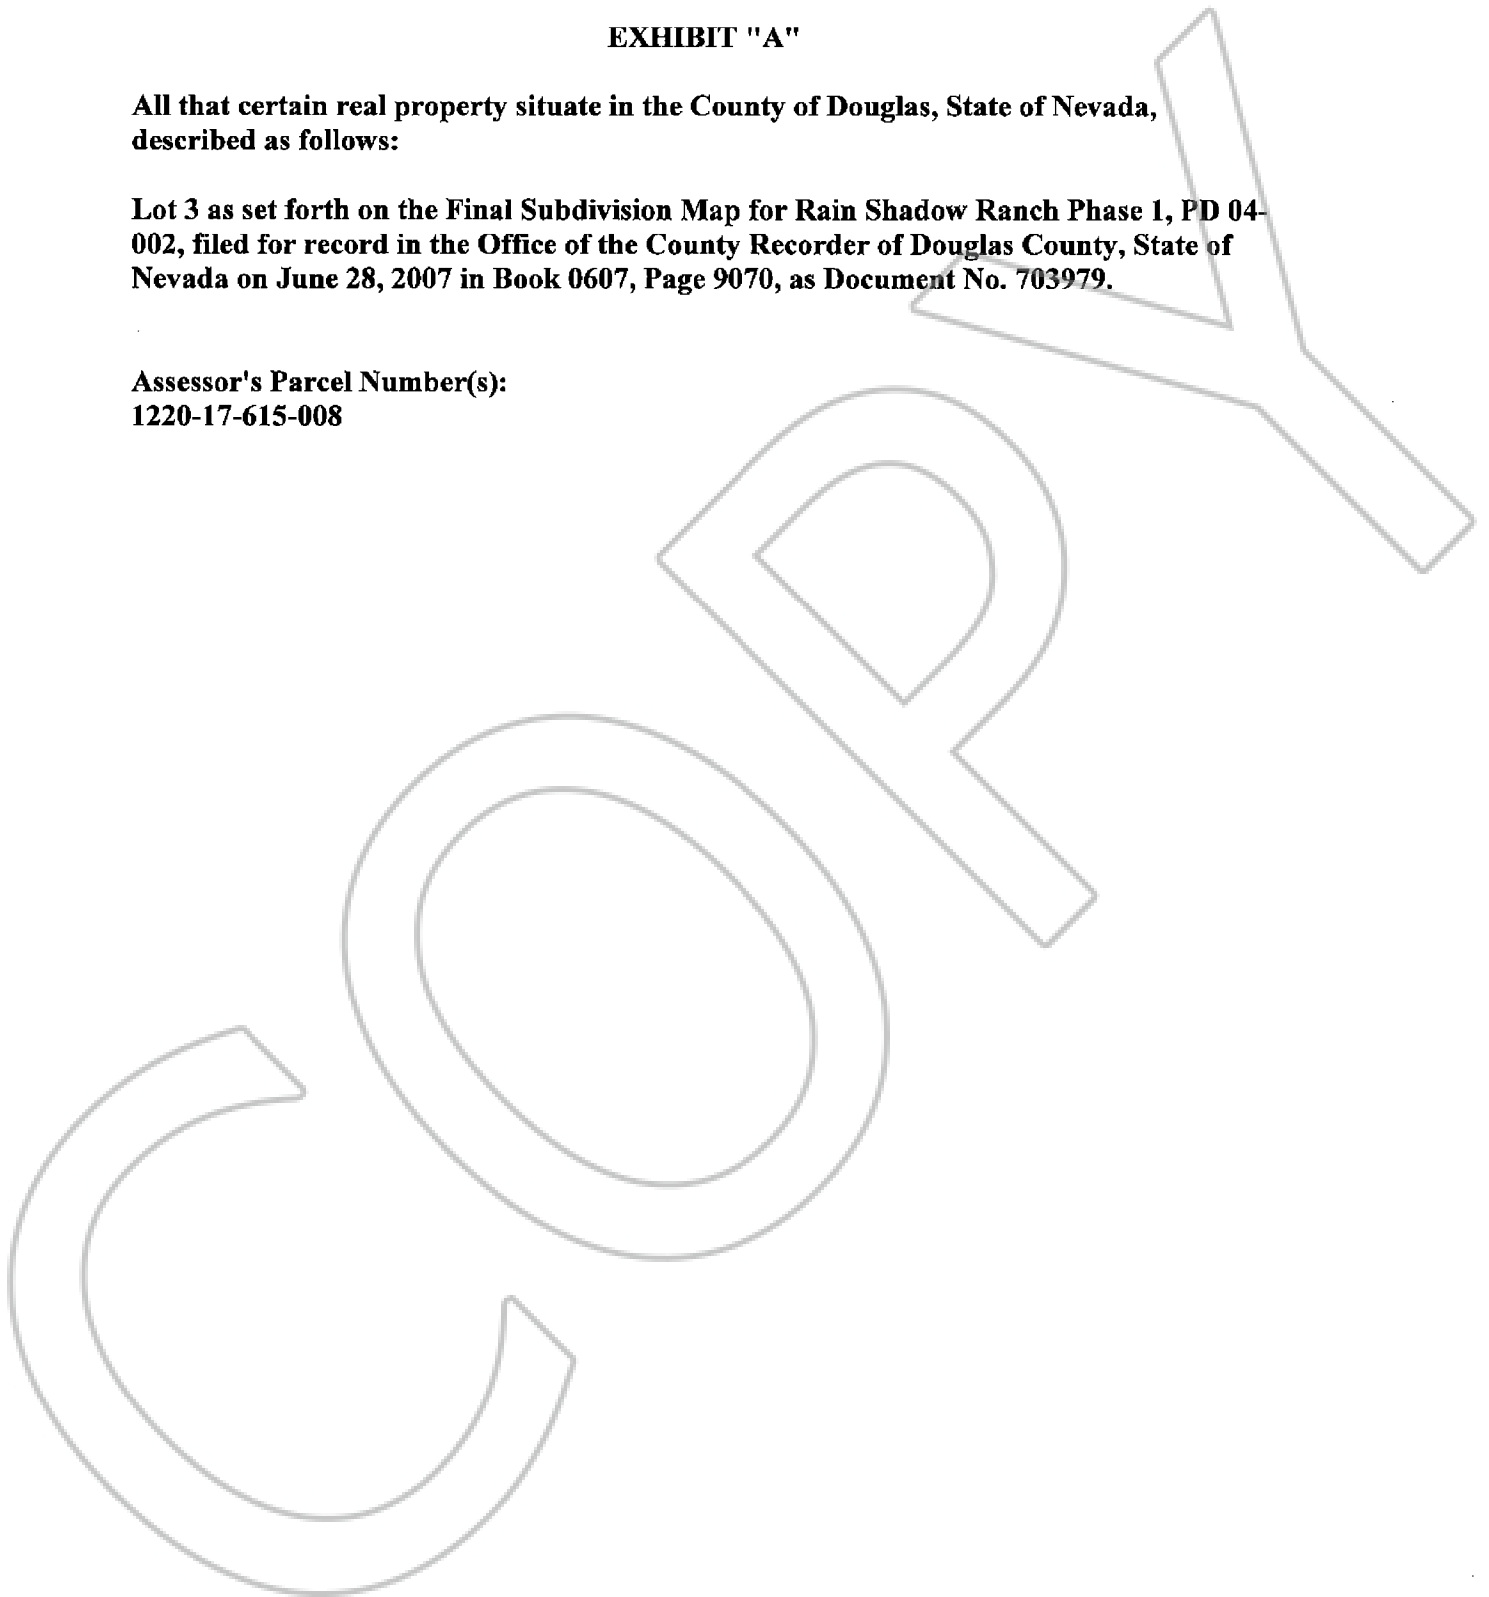 EXHIBIT "A"
All that certain real property situate in the County of Douglas, State of Nevada,
described as follows:
Lot 3 as set forth on the Final Subdivision Map for Rain Shadow Ranch Phase 1, PD 04-
002, filed for record in the Office of the County Recorder of Douglas County, State of
Nevada on June 28, 2007 in Book 0607, Page 9070, as Document No. 703979.
Assessor's Parcel Number(s):
1220-17-615-008
COPY